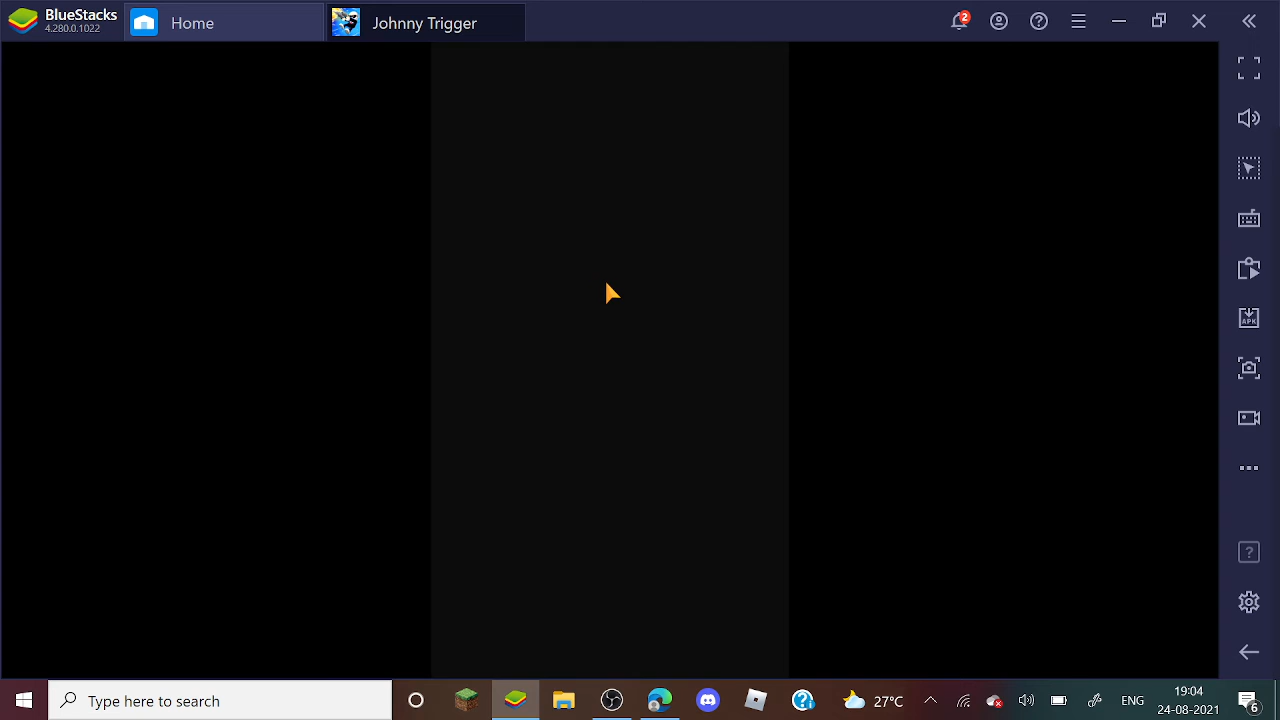 BlueStacks
4.280.0.1022
Home
Johnny Trigger
2
APK
Type here to search
27°C
ENG
19:04
24-08-2021
6